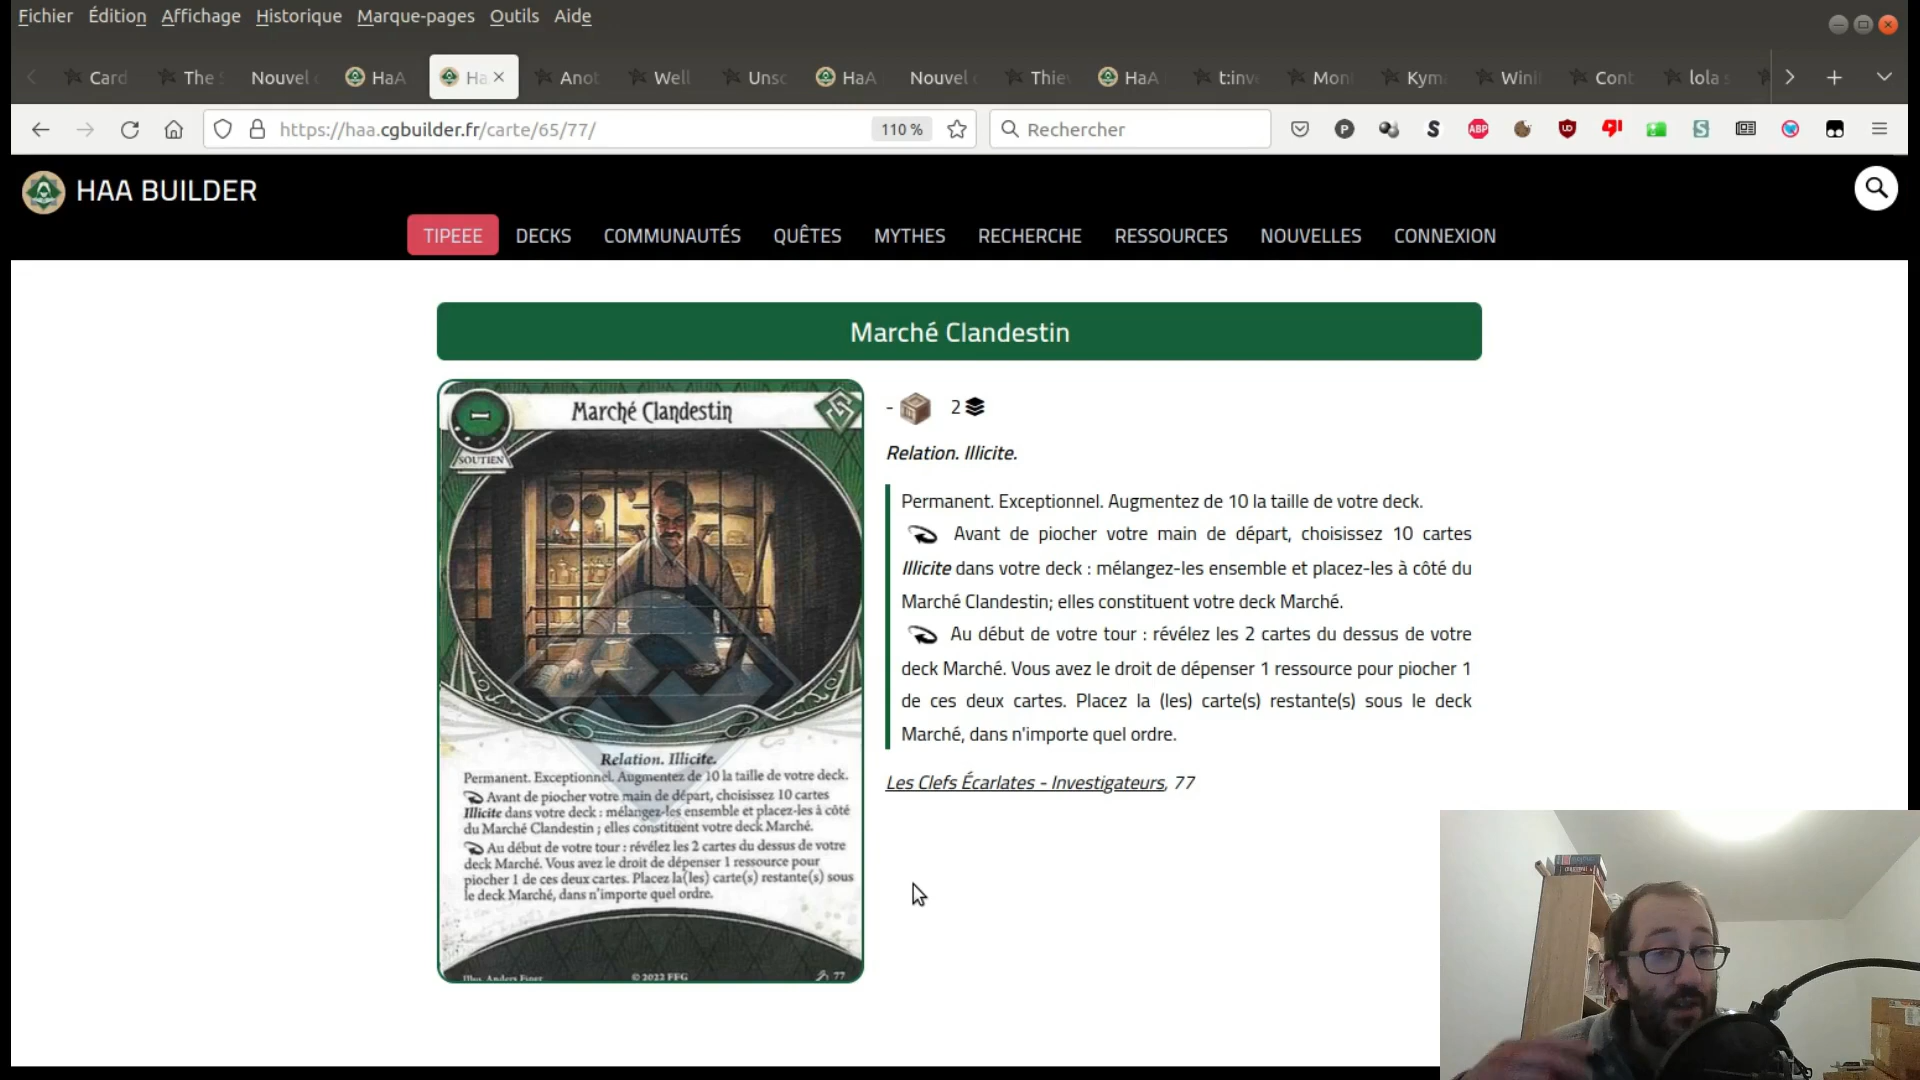 Fichier Édition Affichage Historique Marque-pages Outils Aide
Card The Nouvel HaA Ha Anot Well Unsc HaA Nouvel Thie HaA t:inv Mon Kym Wini Cont lola
https://haa.cgbuilder.fr/carte/65/77/ 110 % Rechercher
HAA BUILDER
TIPEEE DECKS COMMUNAUTÉS QUÊTES MYTHES RECHERCHE RESSOURCES NOUVELLES CONNEXION
Marché Clandestin
Marché Clandestin
SOUTIEN
Relation. Illicite.
Permanent. Exceptionnel. Augmentez de 10 la taille de votre deck.
Avant de piocher votre main de départ, choisissez 10 cartes
Illicite dans votre deck : mélangez-les ensemble et placez-les à côté
du Marché Clandestin ; elles constituent votre deck Marché.
Au début de votre tour : révélez les 2 cartes du dessus de votre
deck Marché. Vous avez le droit de dépenser 1 ressource pour
piocher 1 de ces deux cartes. Placez la(les) carte(s) restante(s) sous
le deck Marché, dans n'importe quel ordre.
© 2022 FFG
77
- 2
Relation. Illicite.
Permanent. Exceptionnel. Augmentez de 10 la taille de votre deck.
Avant de piocher votre main de départ, choisissez 10 cartes
Illicite dans votre deck : mélangez-les ensemble et placez-les à côté du
Marché Clandestin; elles constituent votre deck Marché.
Au début de votre tour : révélez les 2 cartes du dessus de votre
deck Marché. Vous avez le droit de dépenser 1 ressource pour piocher 1
de ces deux cartes. Placez la (les) carte(s) restante(s) sous le deck
Marché, dans n'importe quel ordre.
Les Clefs Écarlates - Investigateurs, 77